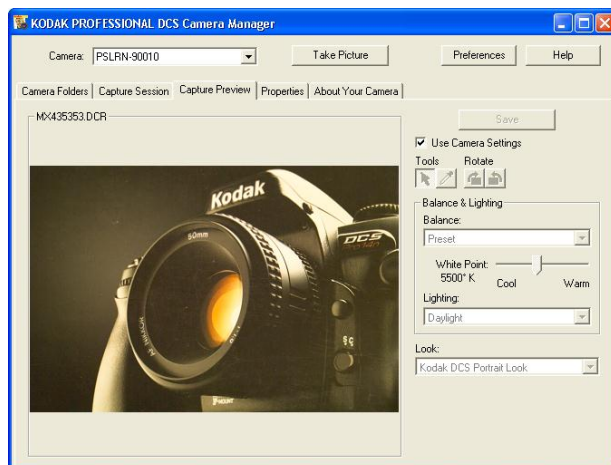 KODAK PROFESSIONAL DCS Camera Manager
Camera: PSLRN-90010 Take Picture Preferences Help
Camera Folders Capture Session Capture Preview Properties About Your Camera
MX435353.DCR
Save
Use Camera Settings
Tools Rotate
Balance & Lighting
Balance:
Preset
White Point:
5500° K Cool Warm
Lighting:
Daylight
Look:
Kodak DCS Portrait Look
Kodak
50mm
DCS
AF NIKKOR